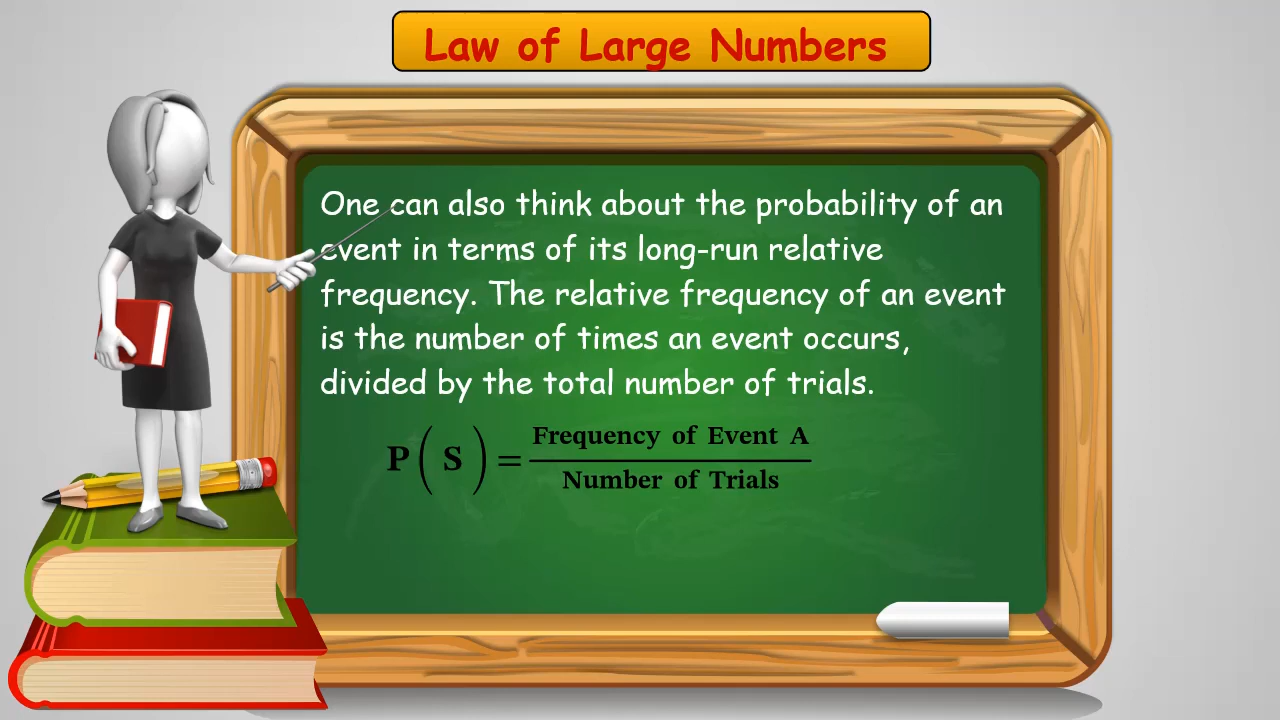 Law of Large Numbers
One can also think about the probability of an
event in terms of its long-run relative
frequency. The relative frequency of an event
is the number of times an event occurs,
divided by the total number of trials.
P ( S ) = Frequency of Event A / Number of Trials